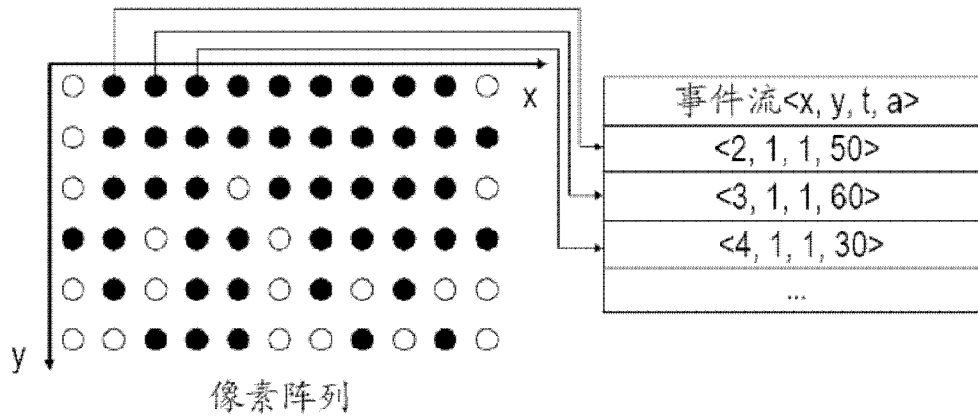 x
事件流<x, y, t, a>
<2, 1, 1, 50>
<3, 1, 1, 60>
<4, 1, 1, 30>
...
y
像素阵列